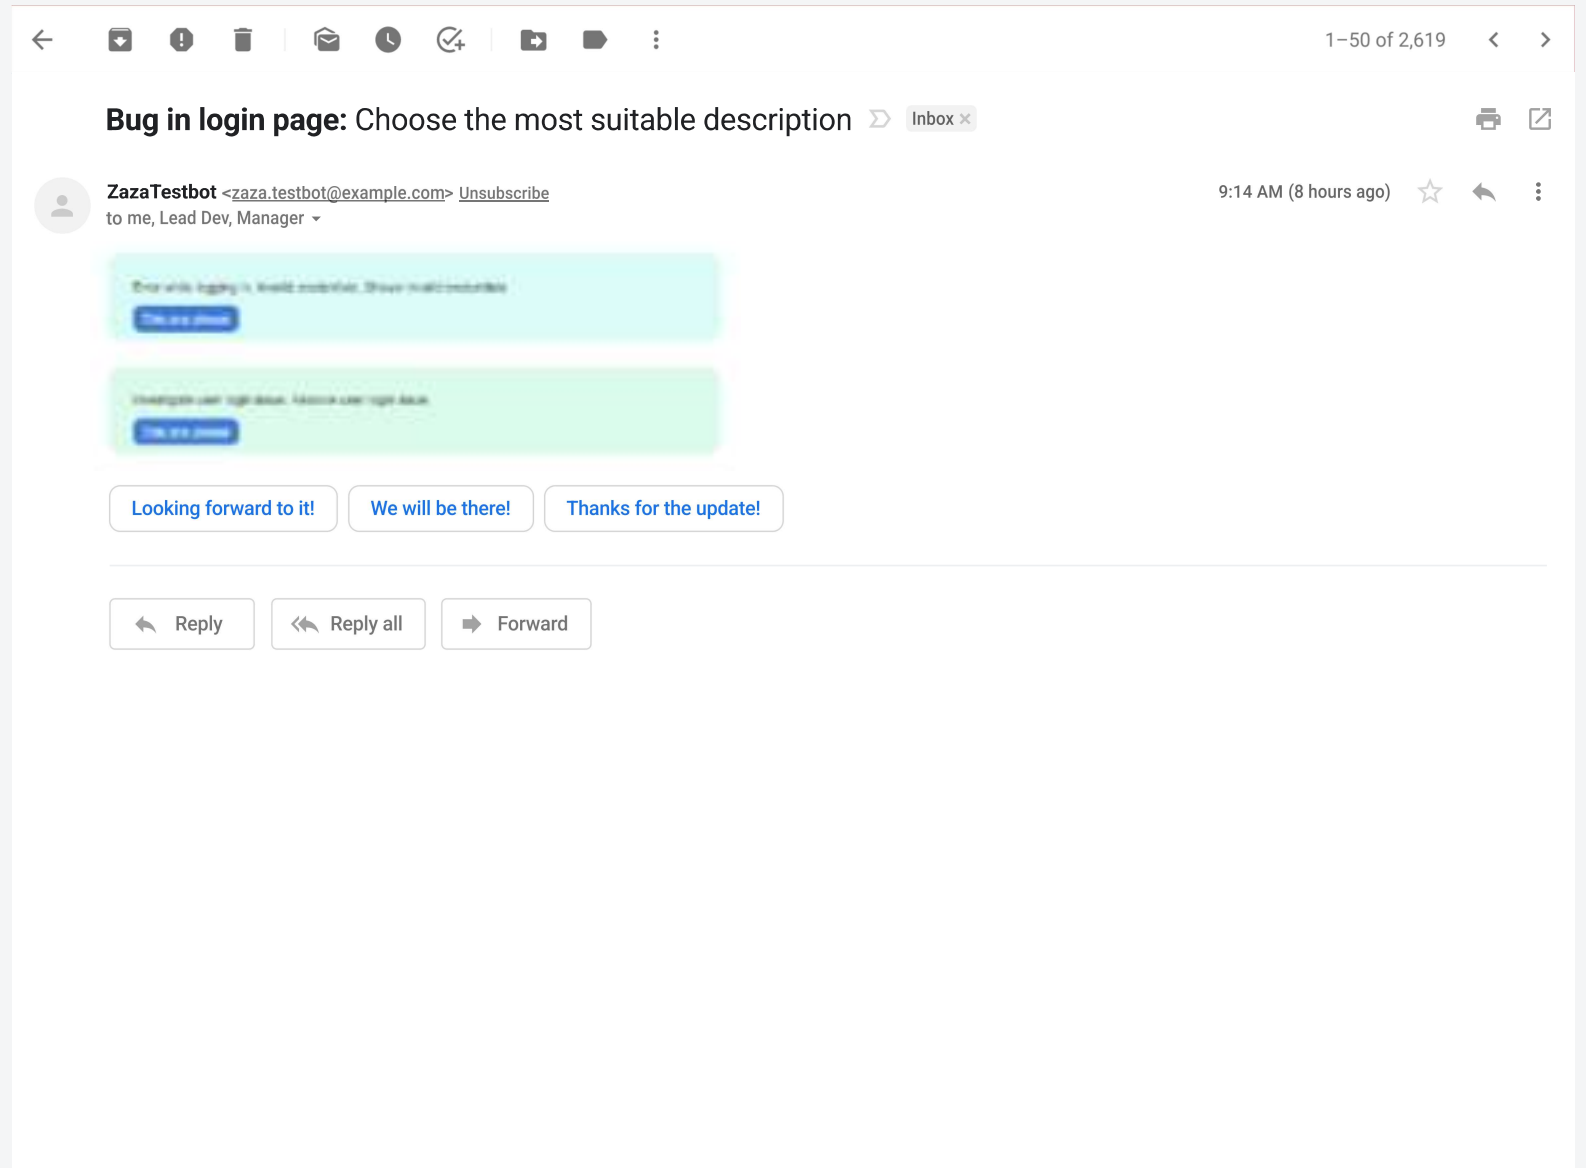 1–50 of 2,619
Bug in login page: Choose the most suitable description Inbox
ZazaTestbot <zaza.testbot@example.com> Unsubscribe
9:14 AM (8 hours ago)
to me, Lead Dev, Manager
Looking forward to it! We will be there! Thanks for the update!
Reply Reply all Forward